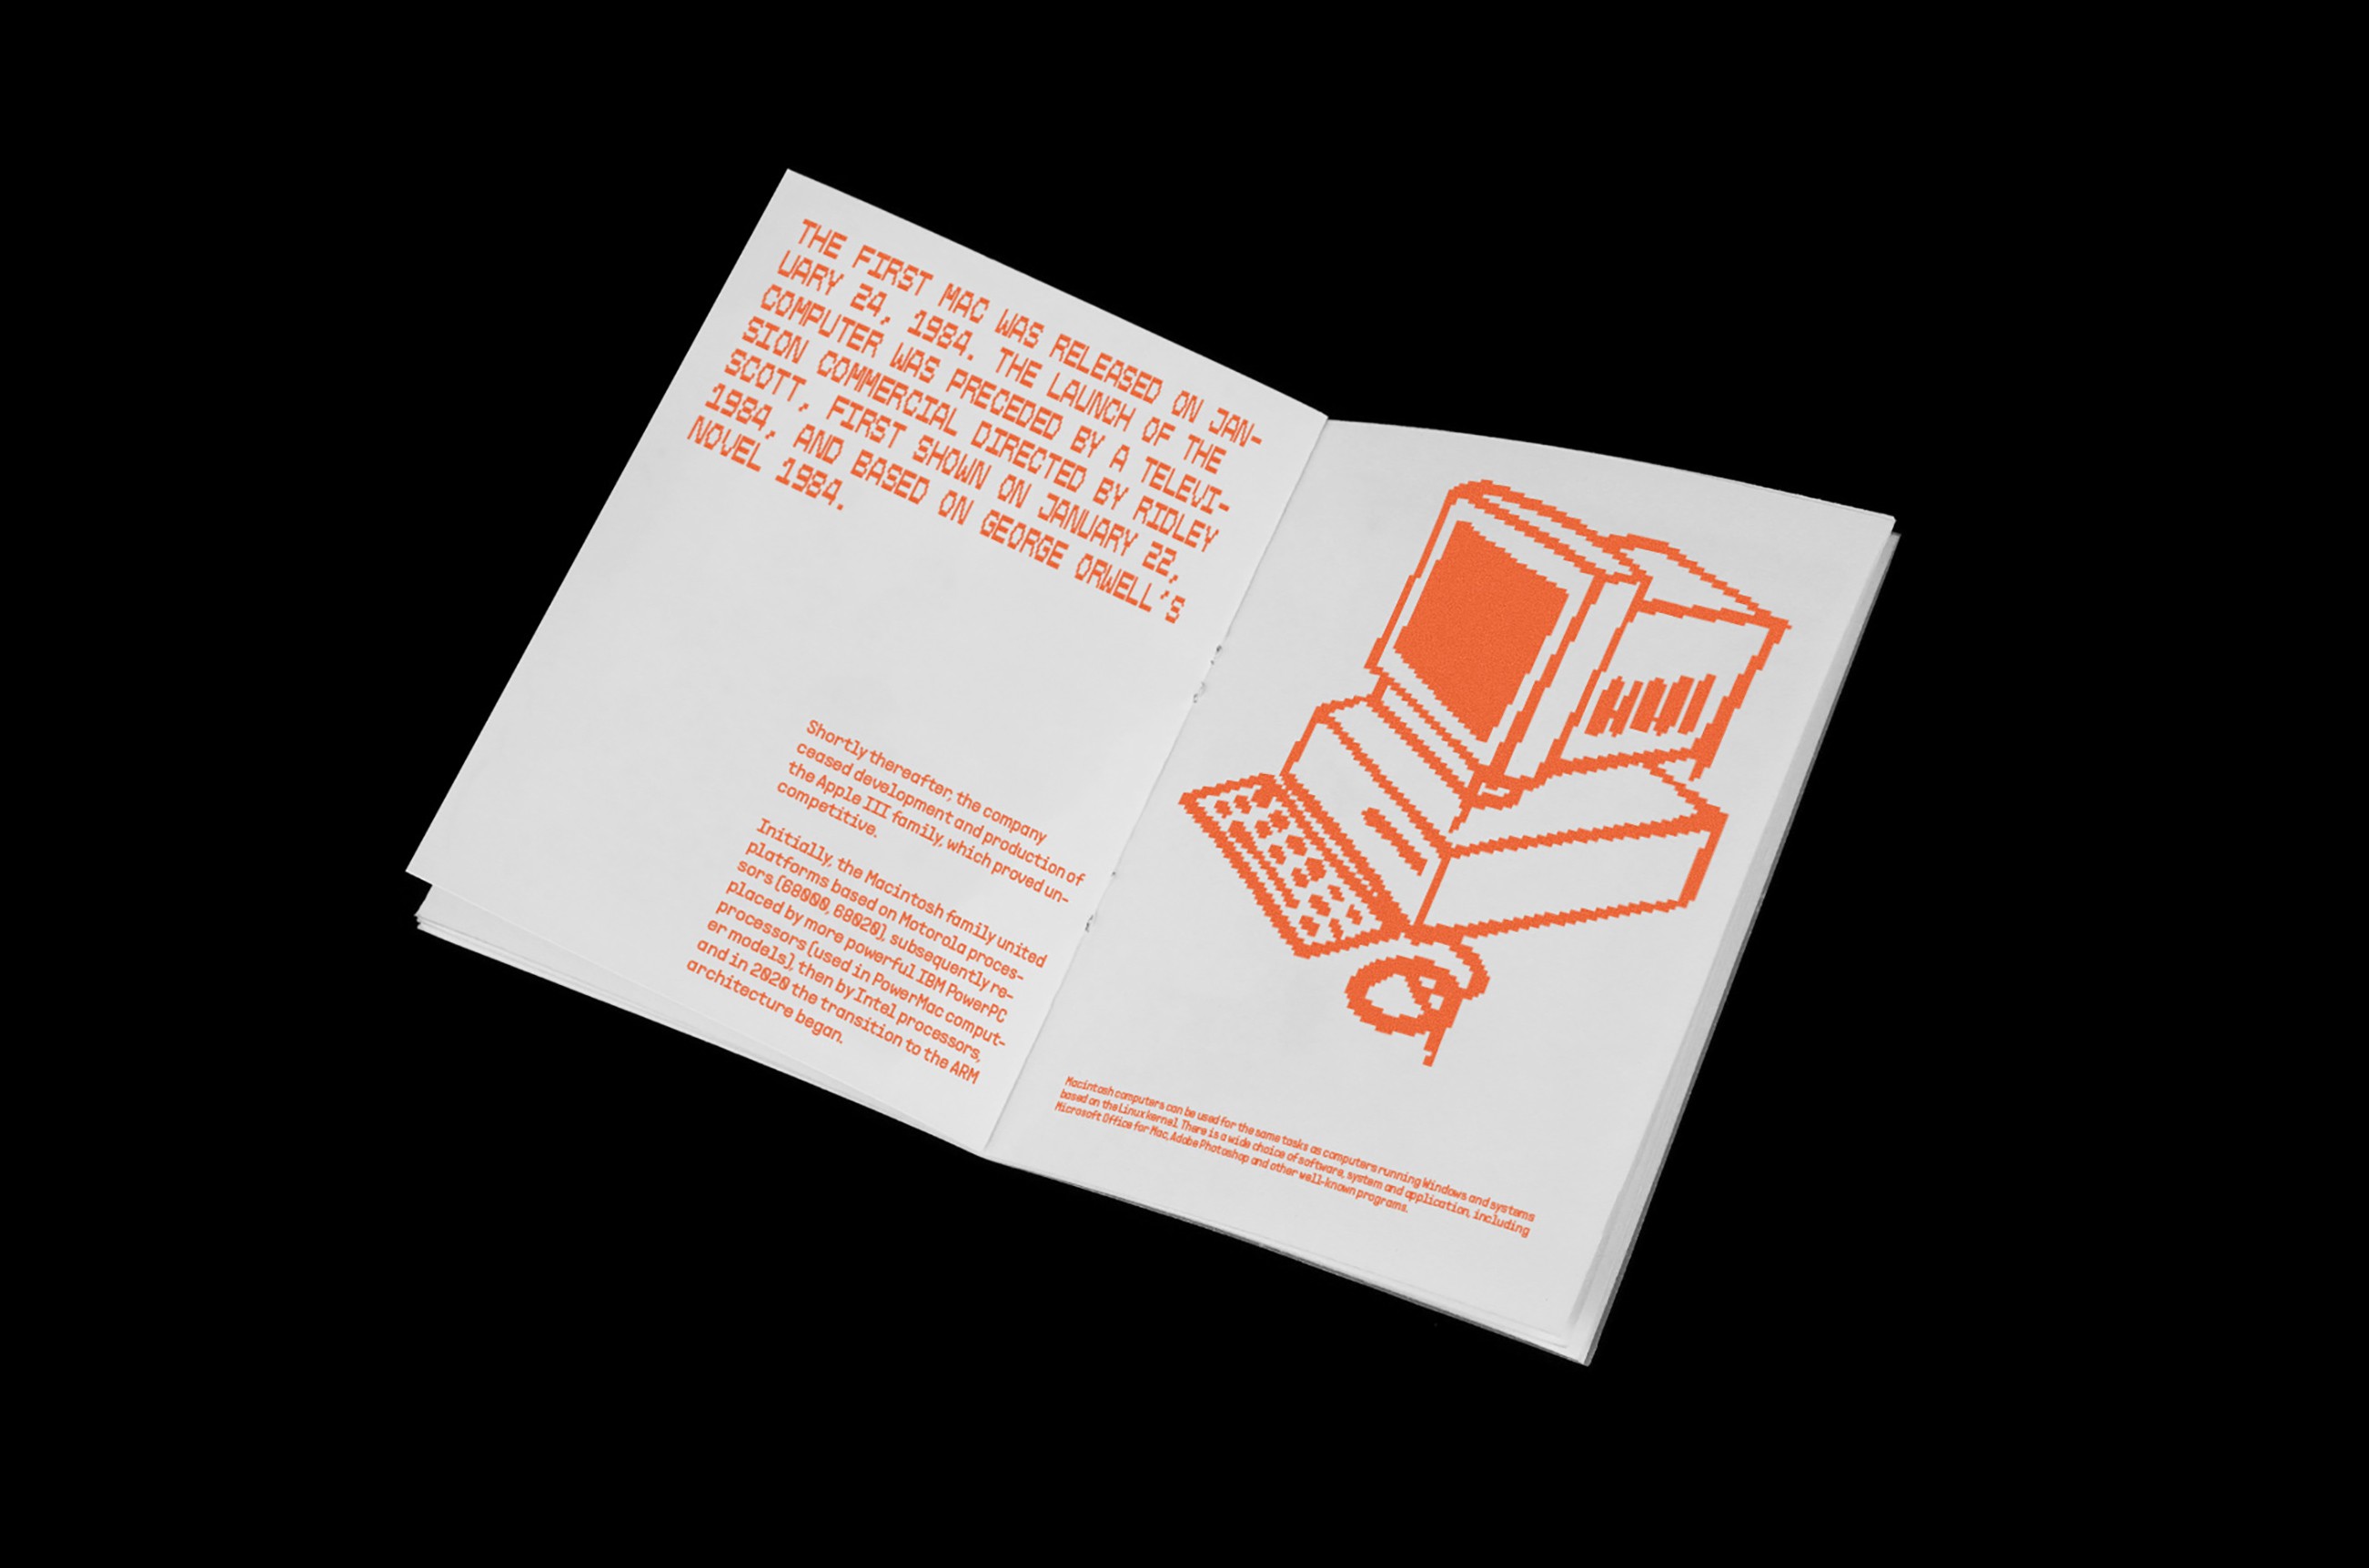 THE FIRST MAC WAS RELEASED ON JAN-
UARY 24, 1984. THE LAUNCH OF THE
COMPUTER WAS PRECEDED BY A TELEVI-
SION COMMERCIAL DIRECTED BY RIDLEY
SCOTT, FIRST SHOWN ON JANUARY 22,
1984, AND BASED ON GEORGE ORWELL'S
NOVEL 1984.
Shortly thereafter, the company
ceased development and production of
the Apple III family, which proved un-
competitive.
Initially, the Macintosh family united
platforms based on Motorola proces-
sors (68000, 68020), subsequently re-
placed by more powerful IBM PowerPC
processors (used in PowerMac comput-
er models), then by Intel processors,
and in 2020 the transition to the ARM
architecture began.
Macintosh computers can be used for the same tasks as computers running Windows and systems
based on the Linux kernel. There is a wide choice of software, system and application, including
Microsoft Office for Mac, Adobe Photoshop and other well-known programs.